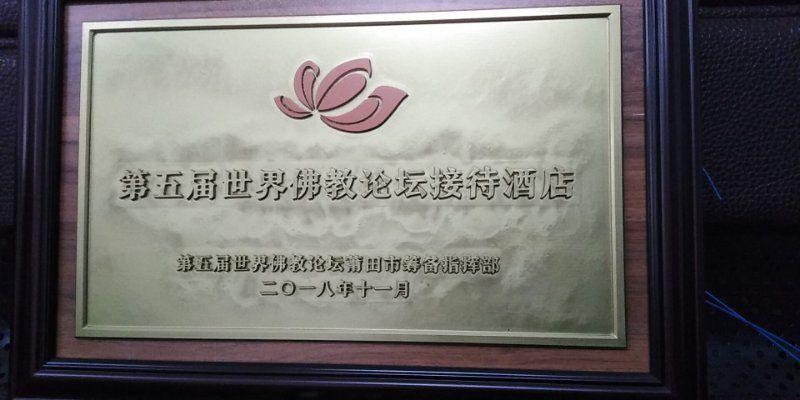 第五届世界佛教论坛接待酒店
第五届世界佛教论坛莆田市筹备指挥部
二〇一八年十一月